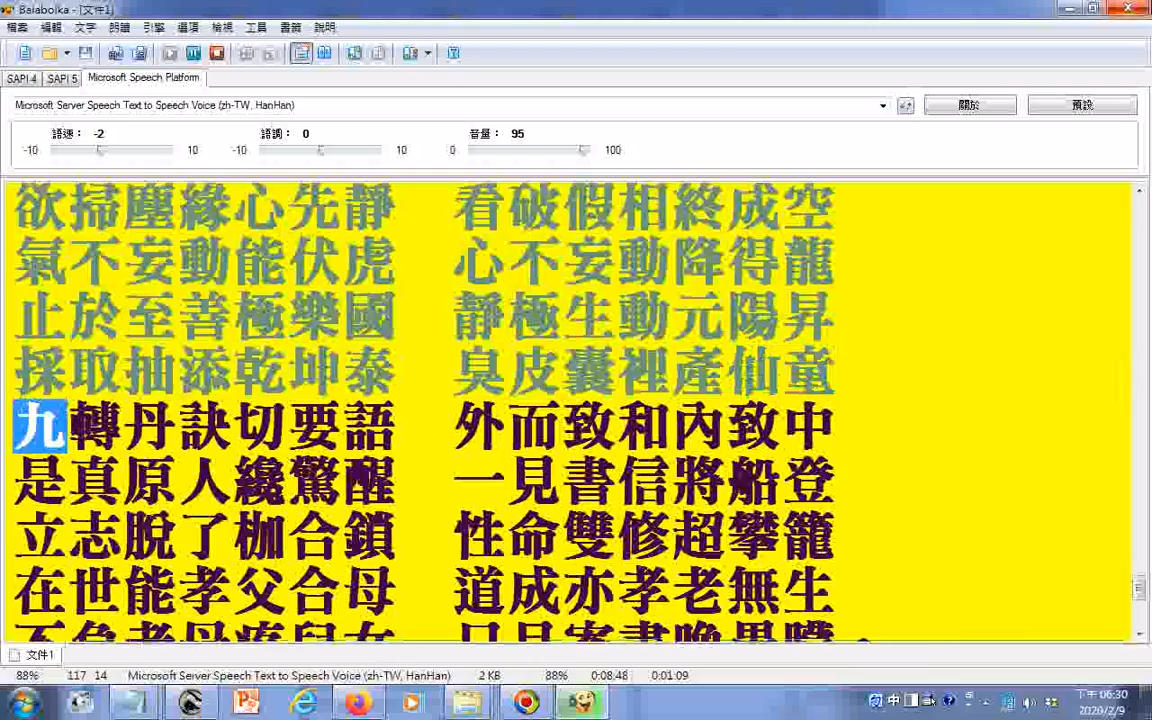 Balabolka - [文件1]
檔案 編輯 文字 朗讀 引擎 選項 檢視 工具 書籤 說明
SAPI 4 SAPI 5 Microsoft Speech Platform
Microsoft Server Speech Text to Speech Voice (zh-TW, HanHan) 關於 預設
語速： -2 語調： 0 音量： 95
-10 10 -10 10 0 100
欲掃塵緣心先靜 看破假相終成空
氣不妄動能伏虎 心不妄動降得龍
止於至善極樂國 靜極生動元陽昇
採取抽添乾坤泰 臭皮囊裡產仙童
九轉丹訣切要語 外而致和內致中
是真原人纔驚醒 一見書信將船登
立志脫了枷合鎖 性命雙修超攀籠
在世能孝父合母 道成亦孝老無生
文件1
88% 117 14 Microsoft Server Speech Text to Speech Voice (zh-TW, HanHan) 2 KB 88% 0:08:48 0:01:09
中 下午 06:30
2020/2/9